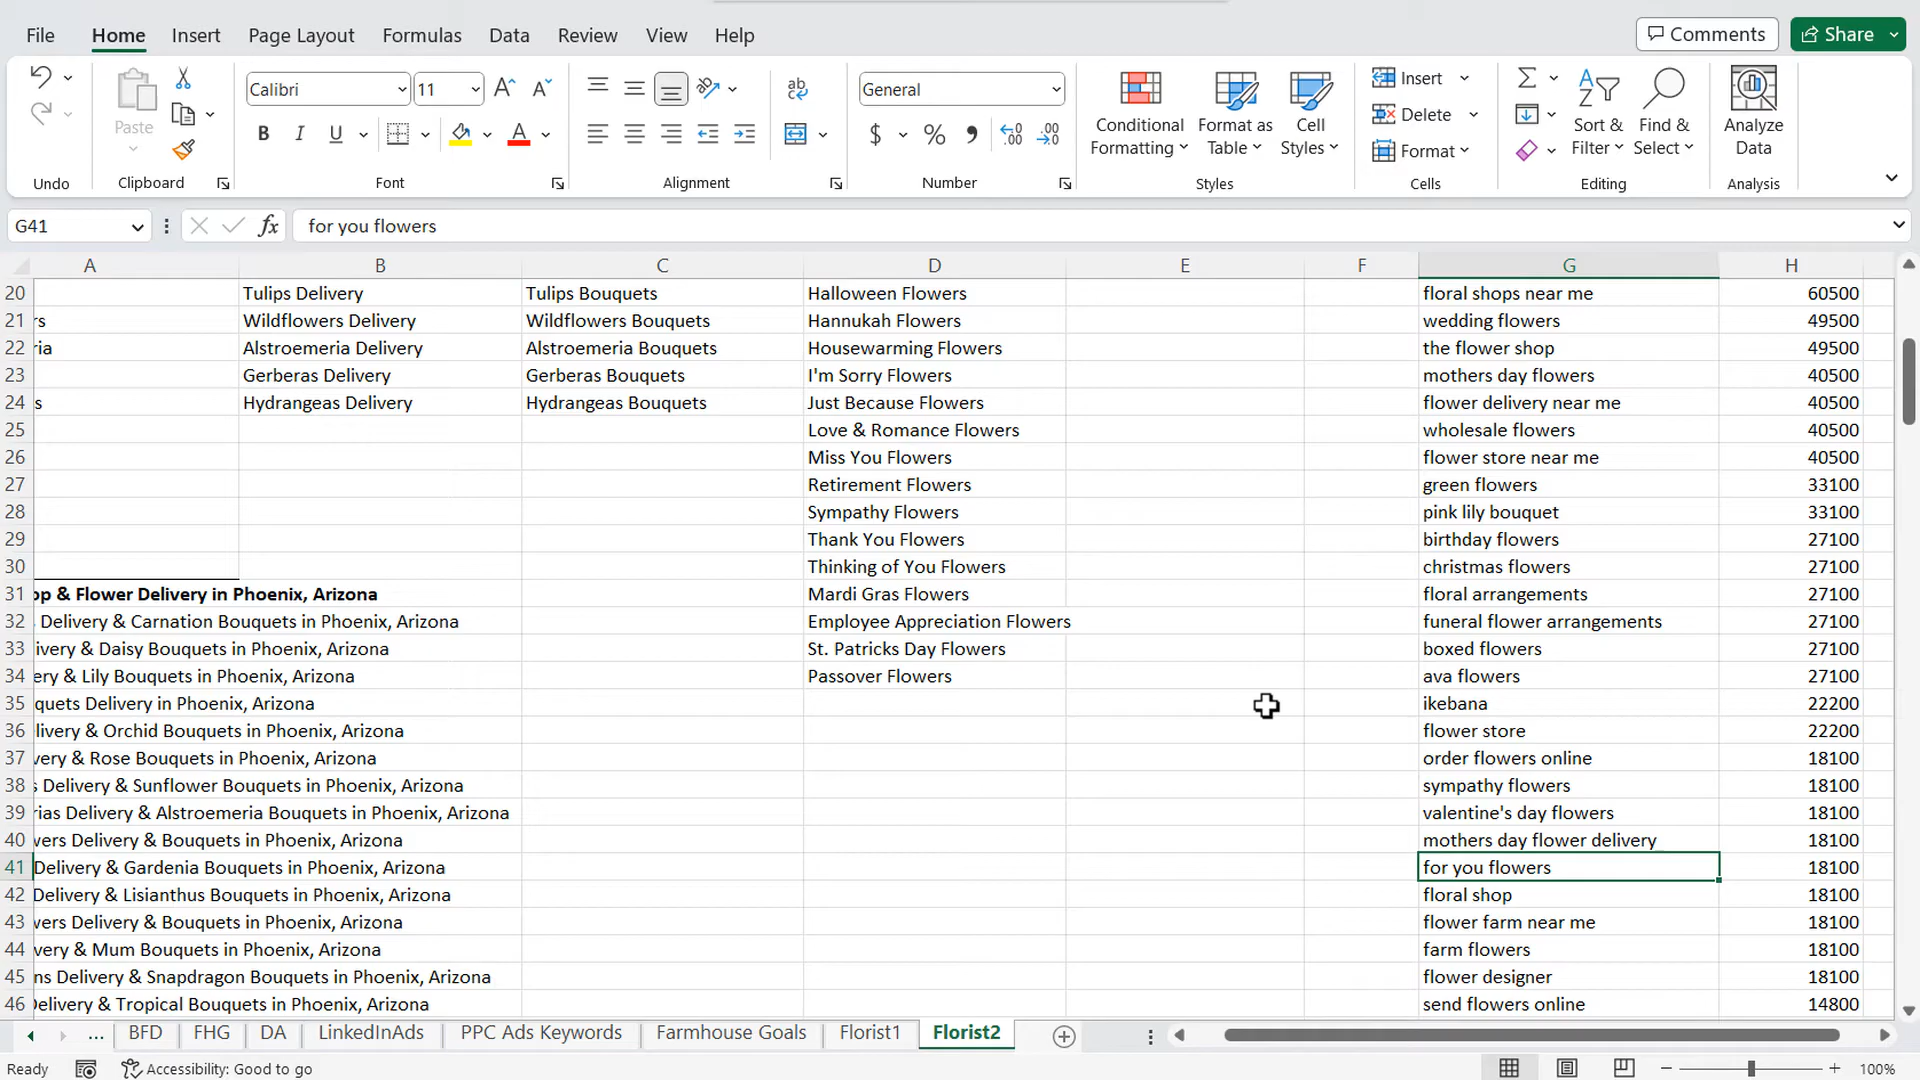 File Home Insert Page Layout Formulas Data Review View Help Comments Share
Paste
Calibri 11
General
$ % 9
Conditional Formatting
Format as Table
Cell Styles
Insert
Delete
Format
Sort & Filter
Find & Select
Analyze Data
Undo Clipboard Font Alignment Number Styles Cells Editing Analysis
G41 fx for you flowers
A B C D E F G H
20 Tulips Delivery Tulips Bouquets Halloween Flowers floral shops near me 60500
21 rs Wildflowers Delivery Wildflowers Bouquets Hannukah Flowers wedding flowers 49500
22 ria Alstroemeria Delivery Alstroemeria Bouquets Housewarming Flowers the flower shop 49500
23 Gerberas Delivery Gerberas Bouquets I'm Sorry Flowers mothers day flowers 40500
24 s Hydrangeas Delivery Hydrangeas Bouquets Just Because Flowers flower delivery near me 40500
25 Love & Romance Flowers wholesale flowers 40500
26 Miss You Flowers flower store near me 40500
27 Retirement Flowers green flowers 33100
28 Sympathy Flowers pink lily bouquet 33100
29 Thank You Flowers birthday flowers 27100
30 Thinking of You Flowers christmas flowers 27100
31 op & Flower Delivery in Phoenix, Arizona Mardi Gras Flowers floral arrangements 27100
32 Delivery & Carnation Bouquets in Phoenix, Arizona Employee Appreciation Flowers funeral flower arrangements 27100
33 ivery & Daisy Bouquets in Phoenix, Arizona St. Patricks Day Flowers boxed flowers 27100
34 ery & Lily Bouquets in Phoenix, Arizona Passover Flowers ava flowers 27100
35 quets Delivery in Phoenix, Arizona ikebana 22200
36 livery & Orchid Bouquets in Phoenix, Arizona flower store 22200
37 very & Rose Bouquets in Phoenix, Arizona order flowers online 18100
38 s Delivery & Sunflower Bouquets in Phoenix, Arizona sympathy flowers 18100
39 rias Delivery & Alstroemeria Bouquets in Phoenix, Arizona valentine's day flowers 18100
40 wers Delivery & Bouquets in Phoenix, Arizona mothers day flower delivery 18100
41 Delivery & Gardenia Bouquets in Phoenix, Arizona for you flowers 18100
42 Delivery & Lisianthus Bouquets in Phoenix, Arizona floral shop 18100
43 wers Delivery & Bouquets in Phoenix, Arizona flower farm near me 18100
44 very & Mum Bouquets in Phoenix, Arizona farm flowers 18100
45 ns Delivery & Snapdragon Bouquets in Phoenix, Arizona flower designer 18100
46 Delivery & Tropical Bouquets in Phoenix, Arizona send flowers online 14800
... BFD FHG DA LinkedInAds PPC Ads Keywords Farmhouse Goals Florist1 Florist2
Ready Accessibility: Good to go 100%